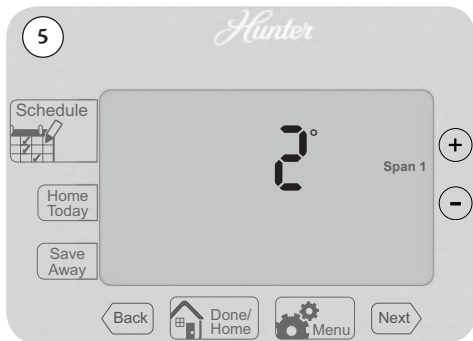 5
Hunter
Schedule
2°
Span 1
+
Home
Today
-
Save
Away
Back
Done/
Home
Menu
Next